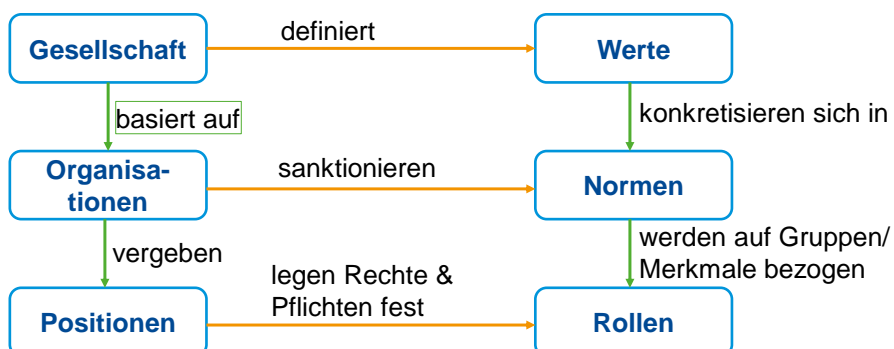 Gesellschaft
definiert
Werte
basiert auf
konkretisieren sich in
Organisa-
tionen
sanktionieren
Normen
vergeben
werden auf Gruppen/
Merkmale bezogen
legen Rechte &
Pflichten fest
Positionen
Rollen